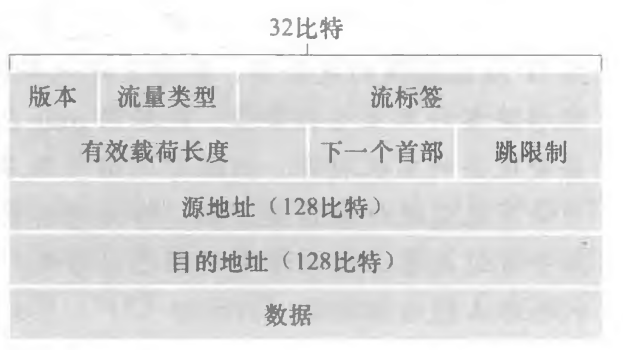 32比特
版本 流量类型 流标签
有效载荷长度 下一个首部 跳限制
源地址（128比特）
目的地址（128比特）
数据